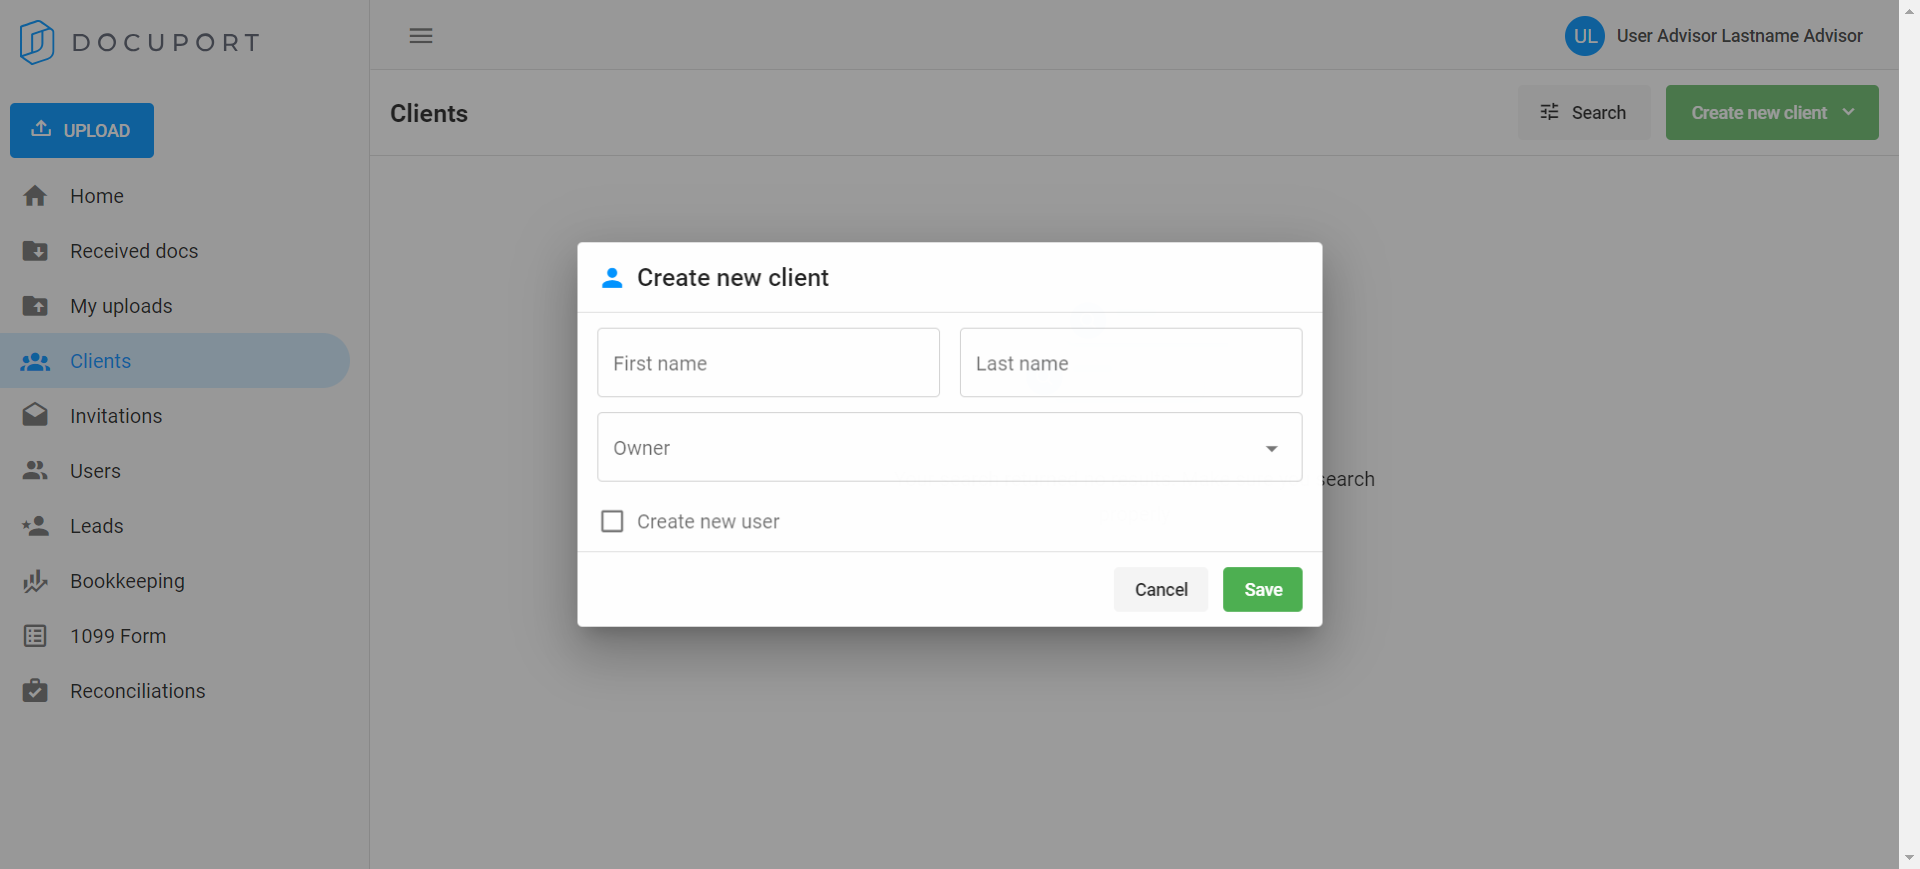 DOCUPORT
UL User Advisor Lastname Advisor
UPLOAD
Clients
Search
Create new client
Home
Received docs
My uploads
Clients
Invitations
Users
Leads
Bookkeeping
1099 Form
Reconciliations
Create new client
First name
Last name
Owner
search
Create new user
Cancel
Save